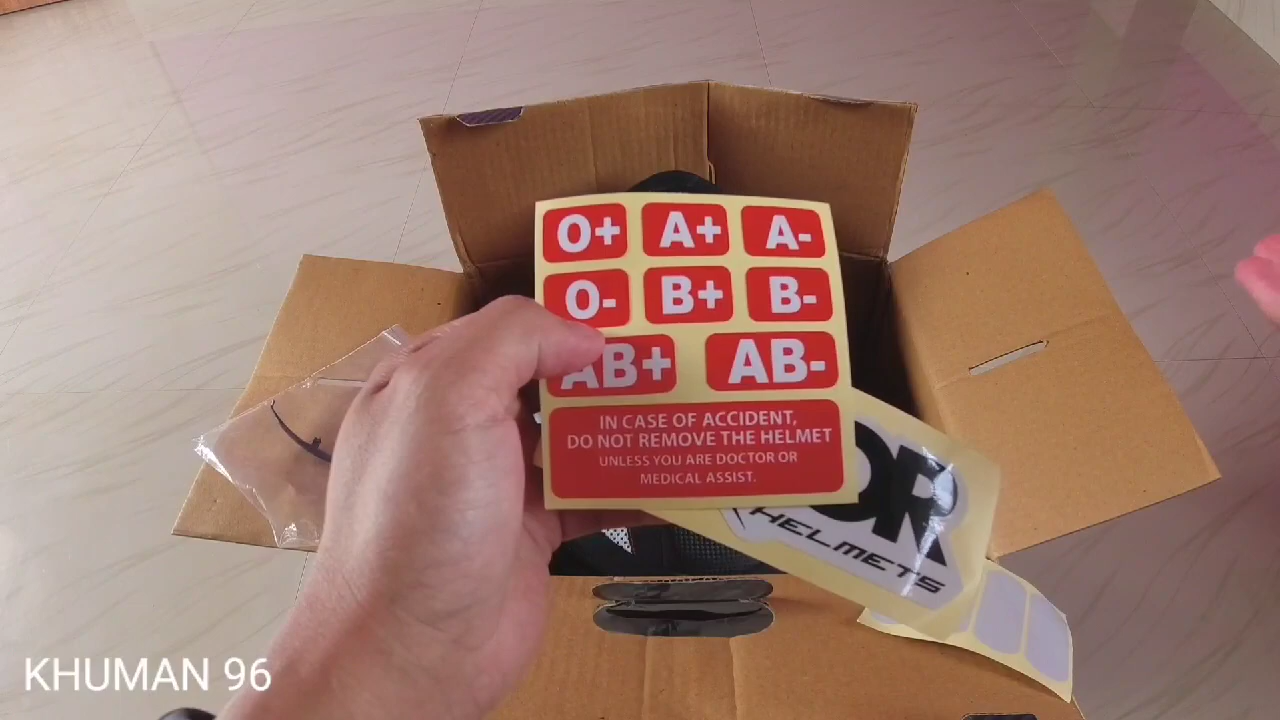 O+ A+ A-
O- B+ B-
AB+ AB-
IN CASE OF ACCIDENT,
DO NOT REMOVE THE HELMET
UNLESS YOU ARE DOCTOR OR
MEDICAL ASSIST.
HELMETS
KHUMAN 96